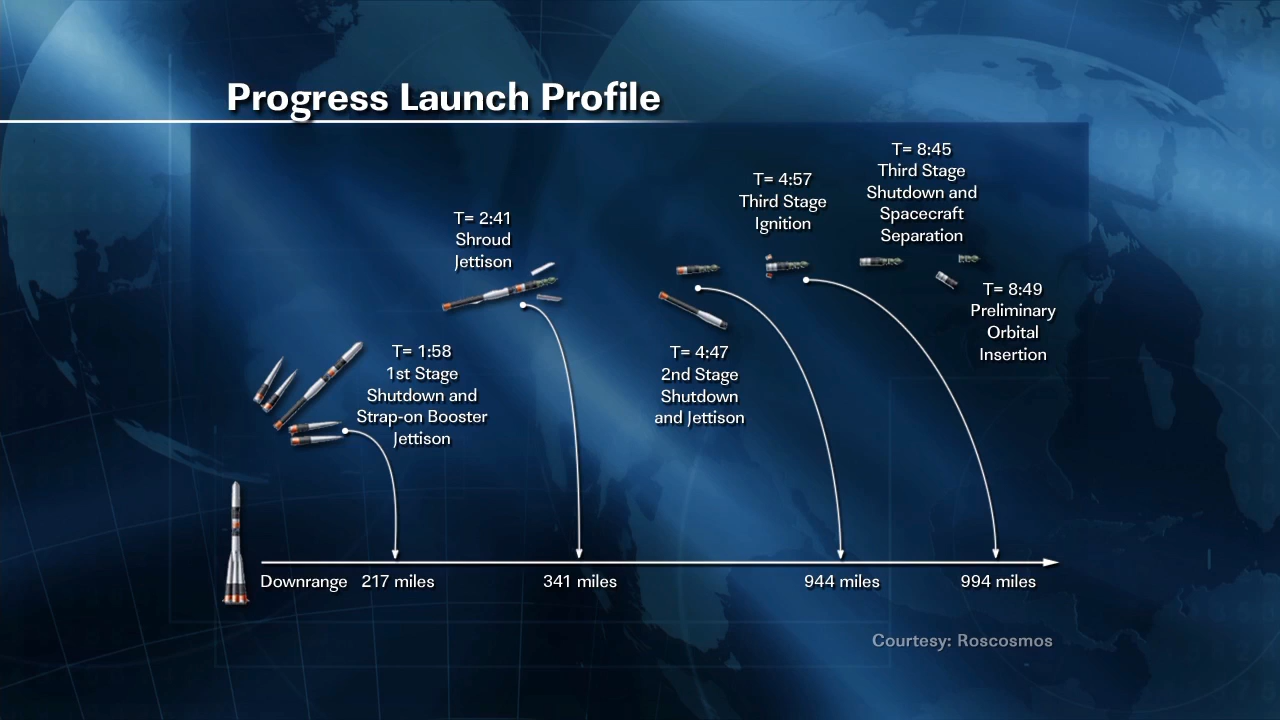 Progress Launch Profile
T= 8:45
Third Stage
Shutdown and
Spacecraft
Separation
T= 4:57
Third Stage
Ignition
T= 2:41
Shroud
Jettison
T= 8:49
Preliminary
Orbital
Insertion
T= 1:58
1st Stage
Shutdown and
Strap-on Booster
Jettison
T= 4:47
2nd Stage
Shutdown
and Jettison
Downrange 217 miles 341 miles 944 miles 994 miles
Courtesy: Roscosmos